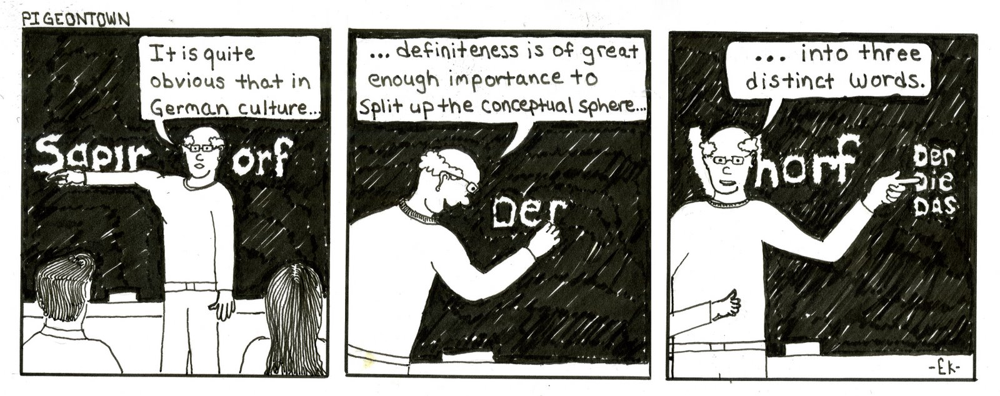 PIGEONTOWN
It is quite
obvious that in
German culture...
Sapir orf
... definiteness is of great
enough importance to
split up the conceptual sphere...
Der
... into three
distinct words.
horf
Der
Die
Das
-EK-